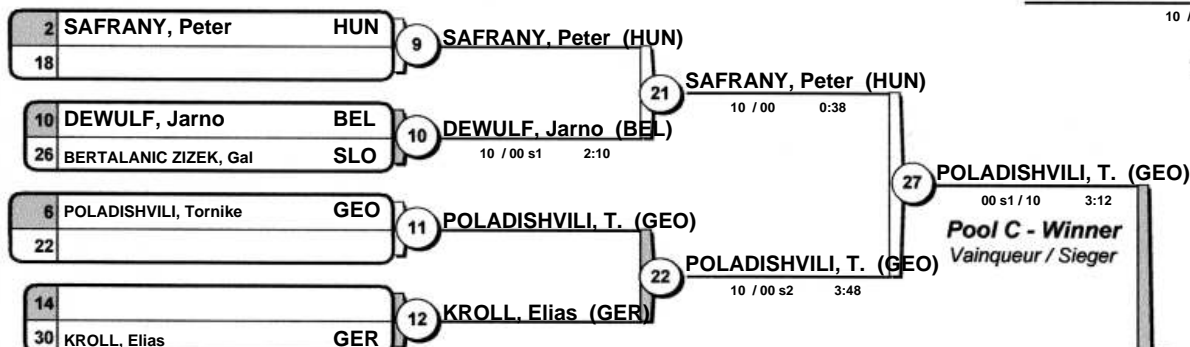 10 /
2 SAFRANY, Peter HUN
18
9
SAFRANY, Peter (HUN)
10 DEWULF, Jarno BEL
26 BERTALANIC ZIZEK, Gal SLO
10
DEWULF, Jarno (BEL)
10 / 00 s1 2:10
21
SAFRANY, Peter (HUN)
10 / 00 0:38
6 POLADISHVILI, Tornike GEO
22
11
POLADISHVILI, T. (GEO)
14
30 KROLL, Elias GER
12
KROLL, Elias (GER)
22
POLADISHVILI, T. (GEO)
10 / 00 s2 3:48
27
POLADISHVILI, T. (GEO)
00 s1 / 10 3:12
Pool C - Winner
Vainqueur / Sieger